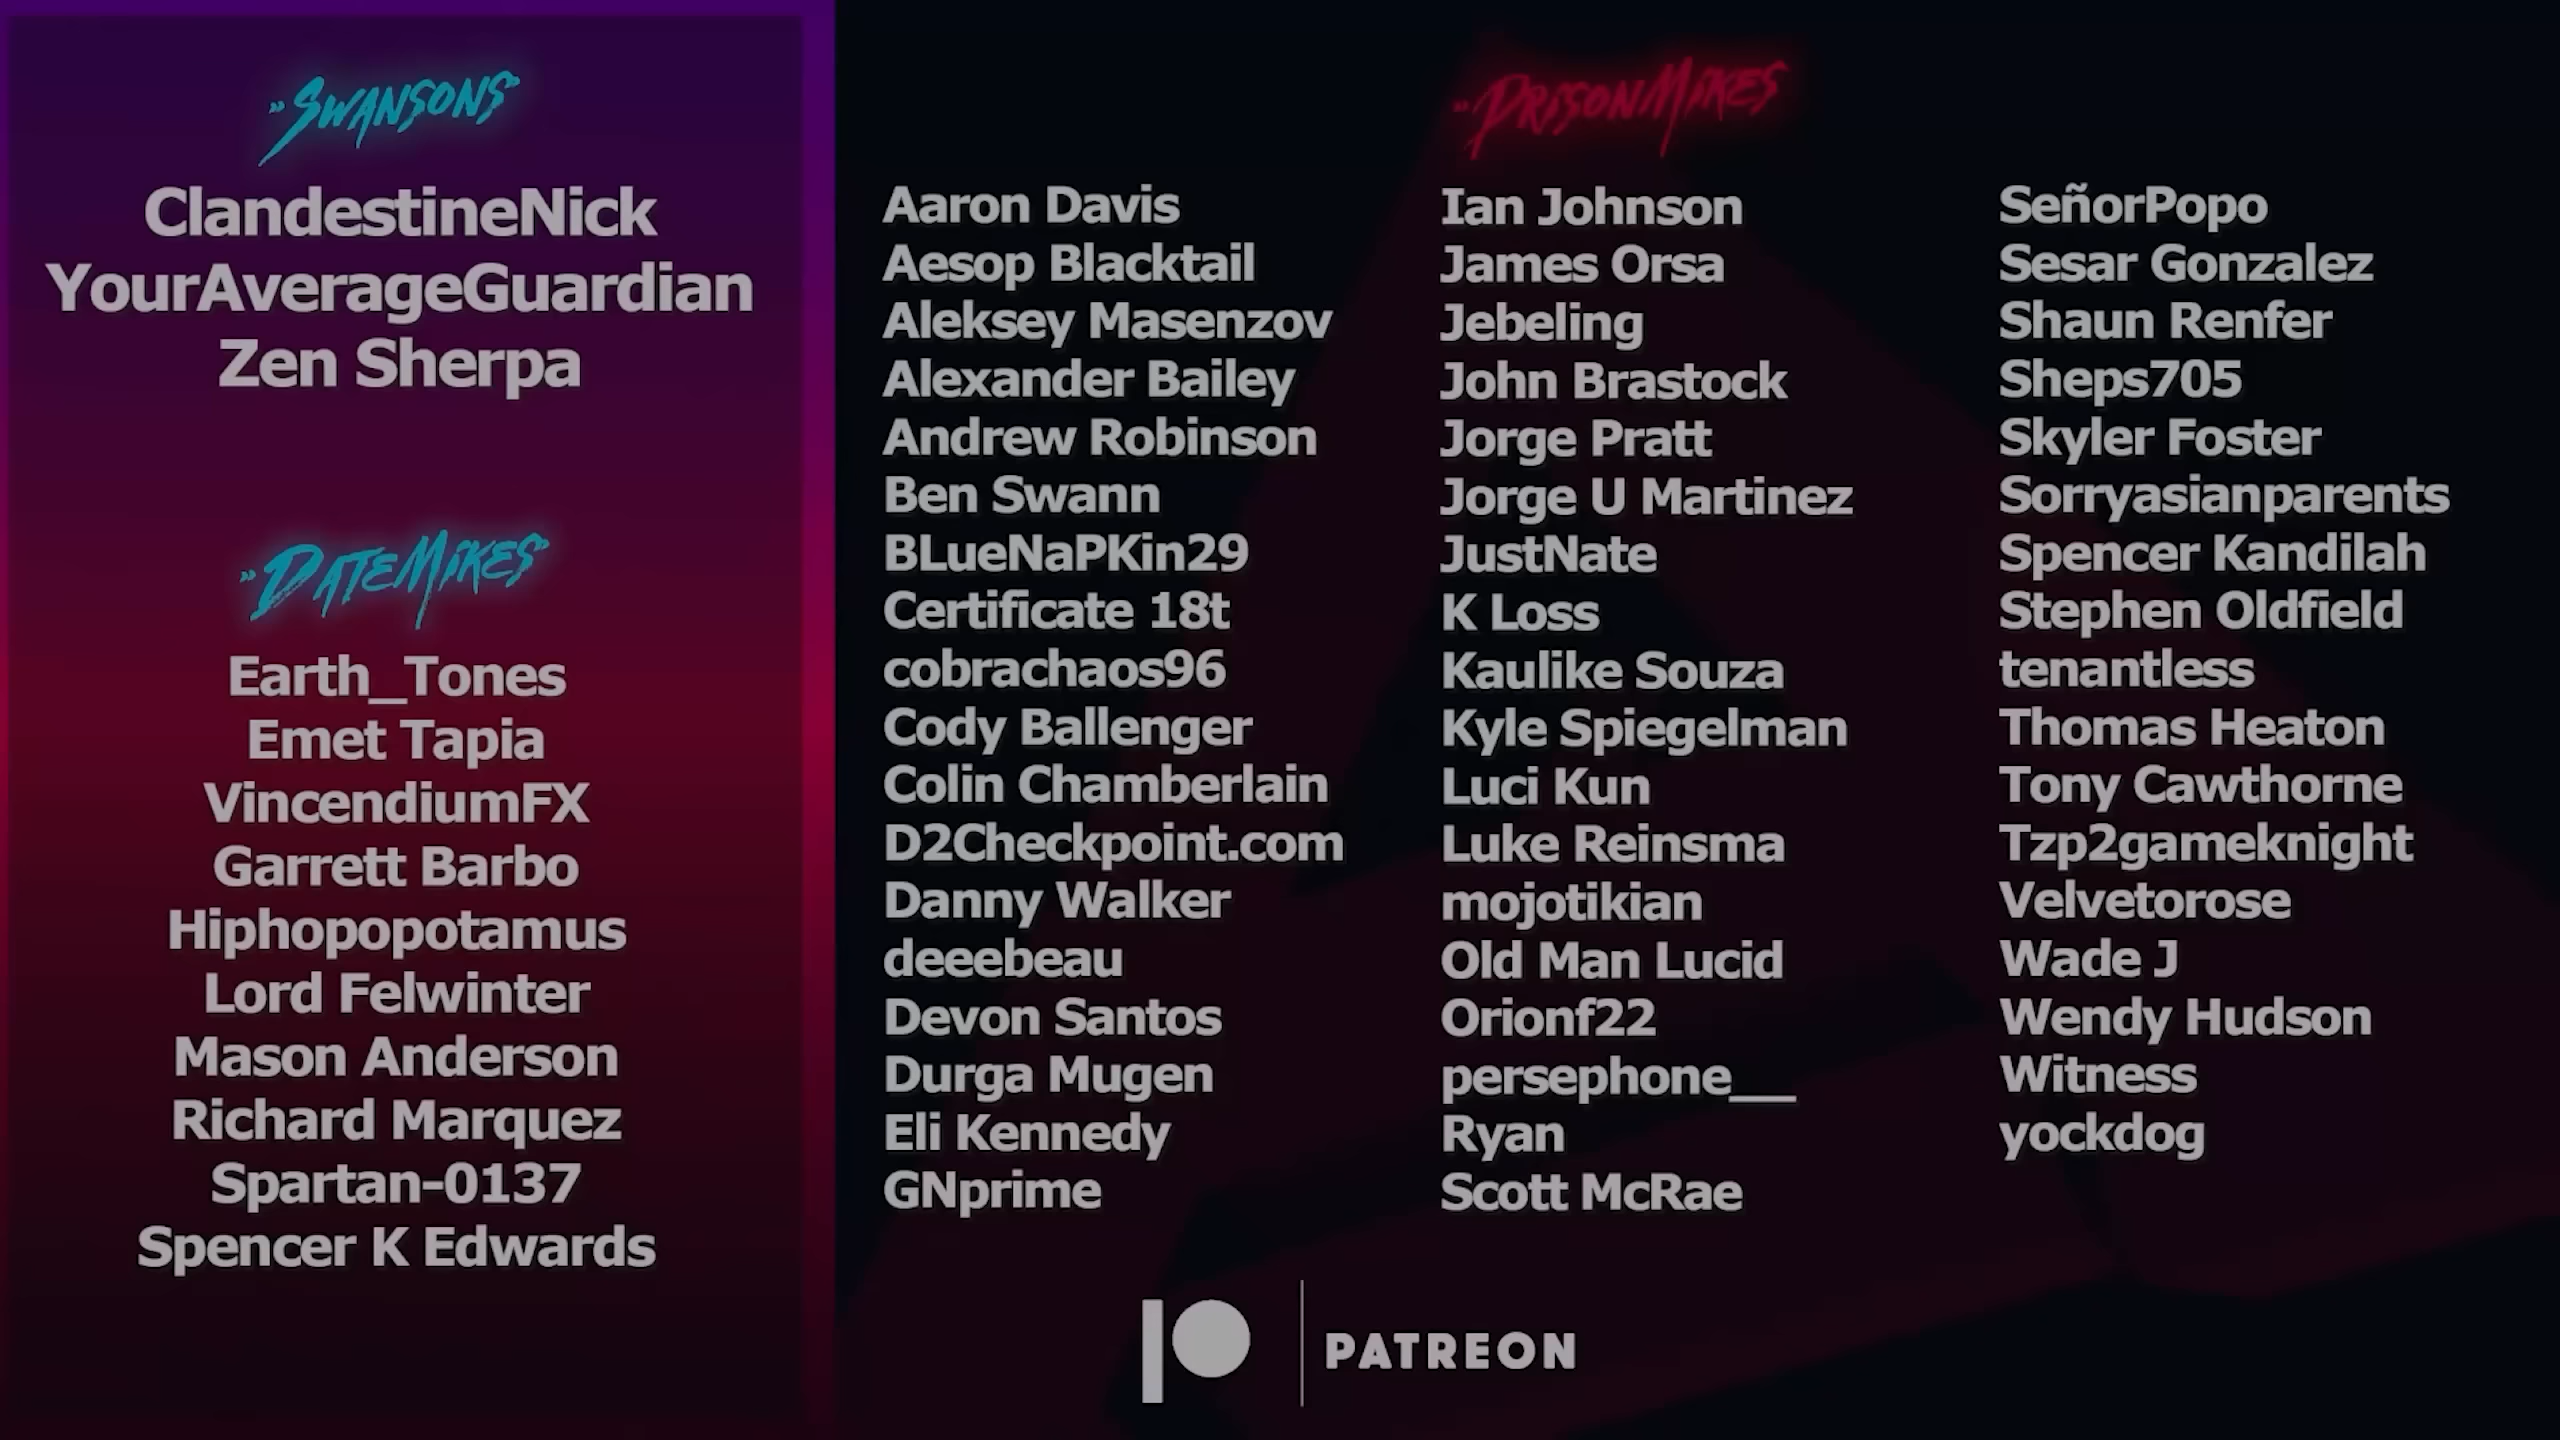 Swansons
ClandestineNick
YourAverageGuardian
Zen Sherpa
DateMikes
Earth_Tones
Emet Tapia
VincendiumFX
Garrett Barbo
Hiphopopotamus
Lord Felwinter
Mason Anderson
Richard Marquez
Spartan-0137
Spencer K Edwards
PrisonMikes
Aaron Davis
Aesop Blacktail
Aleksey Masenzov
Alexander Bailey
Andrew Robinson
Ben Swann
BLueNaPKin29
Certificate 18t
cobrachaos96
Cody Ballenger
Colin Chamberlain
D2Checkpoint.com
Danny Walker
deeebeau
Devon Santos
Durga Mugen
Eli Kennedy
GNprime
Ian Johnson
James Orsa
Jebeling
John Brastock
Jorge Pratt
Jorge U Martinez
JustNate
K Loss
Kaulike Souza
Kyle Spiegelman
Luci Kun
Luke Reinsma
mojotikian
Old Man Lucid
Orionf22
persephone__
Ryan
Scott McRae
SeñorPopo
Sesar Gonzalez
Shaun Renfer
Sheps705
Skyler Foster
Sorryasianparents
Spencer Kandilah
Stephen Oldfield
tenantless
Thomas Heaton
Tony Cawthorne
Tzp2gameknight
Velvetorose
Wade J
Wendy Hudson
Witness
yockdog
PATREON